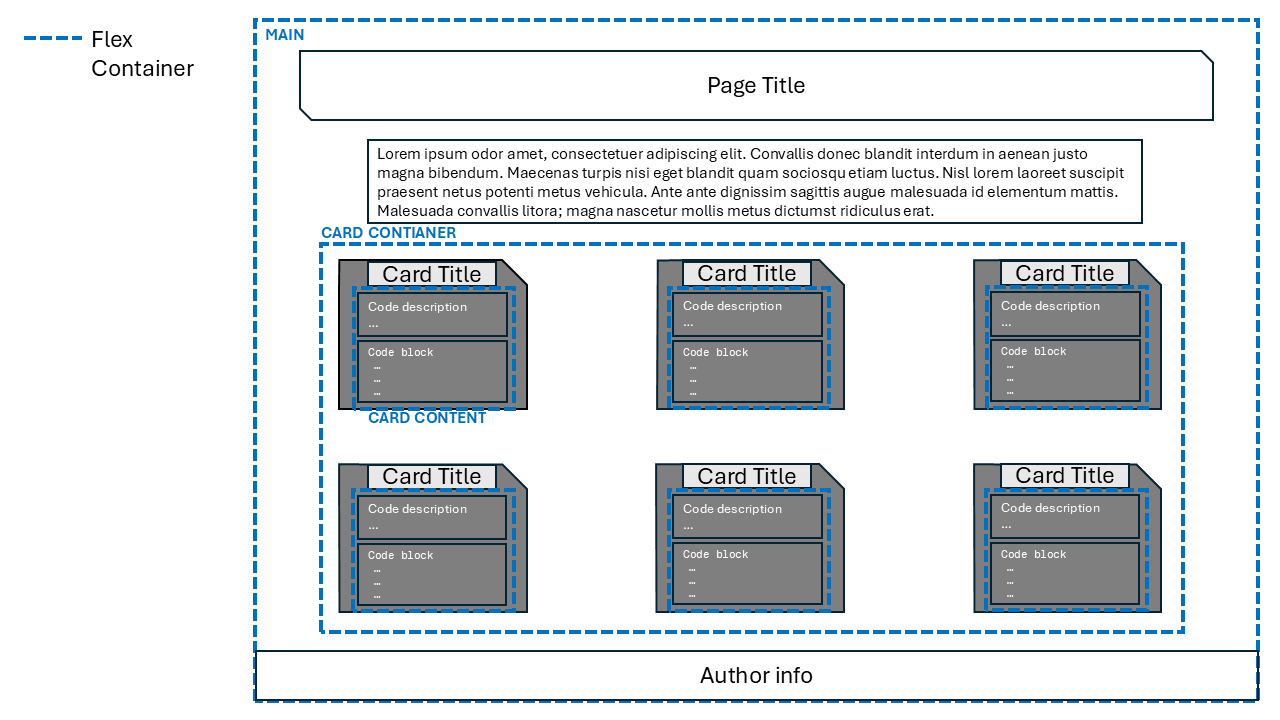 Flex
Container
MAIN
Page Title
Lorem ipsum odor amet, consectetuer adipiscing elit. Convallis donec blandit interdum in aenean justo
magna bibendum. Maecenas turpis nisi eget blandit quam sociosqu etiam luctus. Nisl lorem laoreet suscipit
praesent netus potenti metus vehicula. Ante ante dignissim sagittis augue malesuada id elementum mattis.
Malesuada convallis litora; magna nascetur mollis metus dictumst ridiculus erat.
CARD CONTIANER
Card Title
Code description
...
Code block
…
…
…
CARD CONTENT
Card Title
Code description
...
Code block
…
…
…
Card Title
Code description
...
Code block
…
…
…
Card Title
Code description
...
Code block
…
…
…
Card Title
Code description
...
Code block
…
…
…
Card Title
Code description
...
Code block
…
…
…
Author info